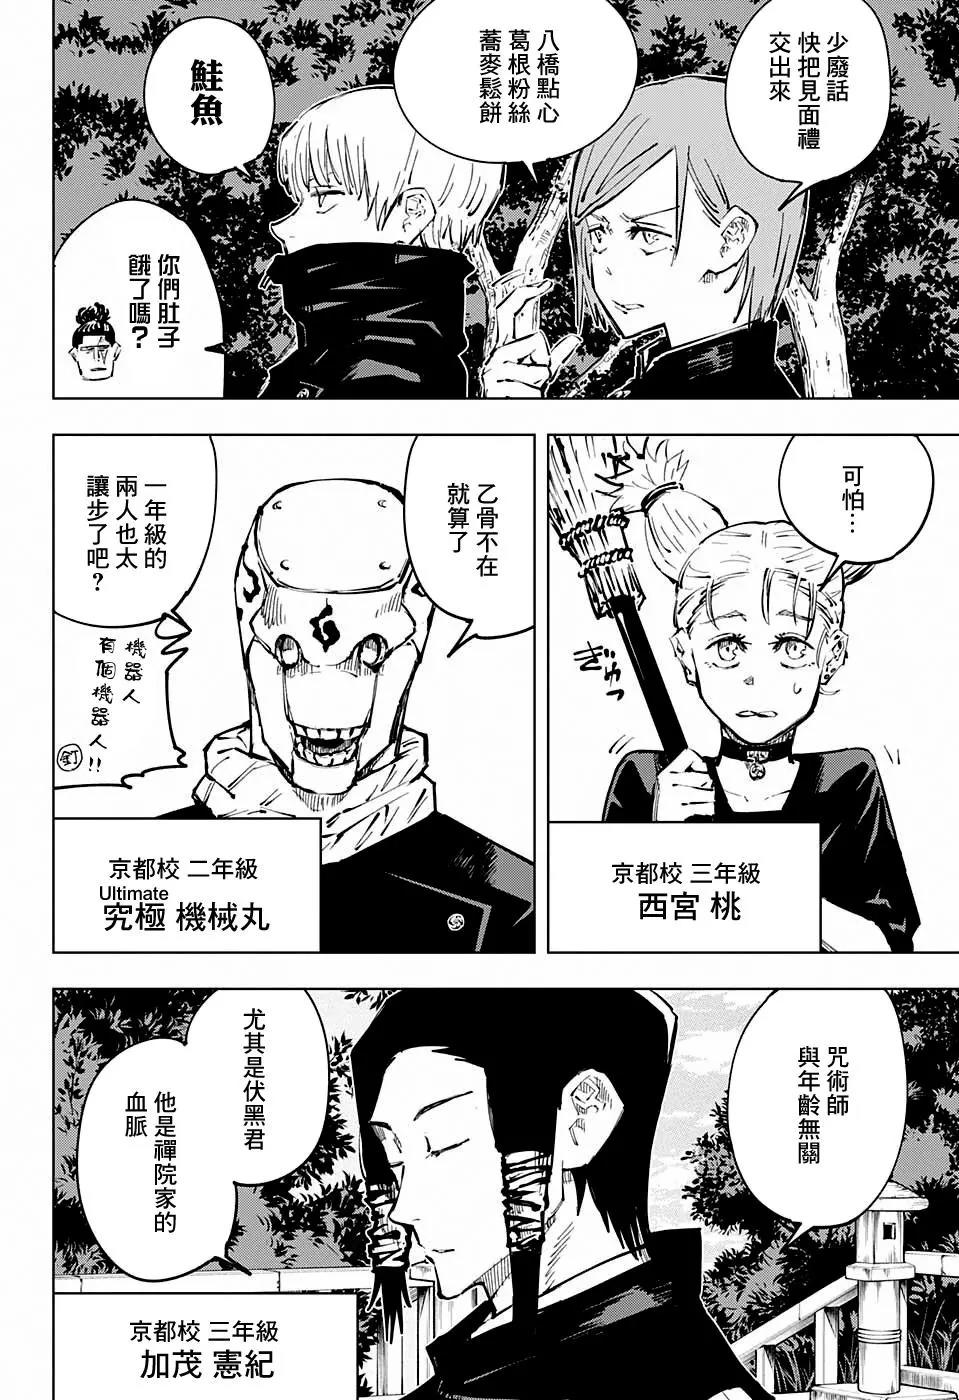 少廢話
快把見面禮
交出來
八橋點心
葛根粉絲
蕎麥鬆餅
鮭魚
你們肚子
餓了嗎?
可怕…
ぎゅっ
京都校 三年級
西宮 桃
乙骨不在
就算了
一年級的
兩人也太
讓步了吧?
機器人
有個機器人!!
釘
京都校 二年級
Ultimate
究極 機械丸
咒術師
與年齡無關
尤其是伏黑君
他是禪院家的
血脈
京都校 三年級
加茂 憲紀